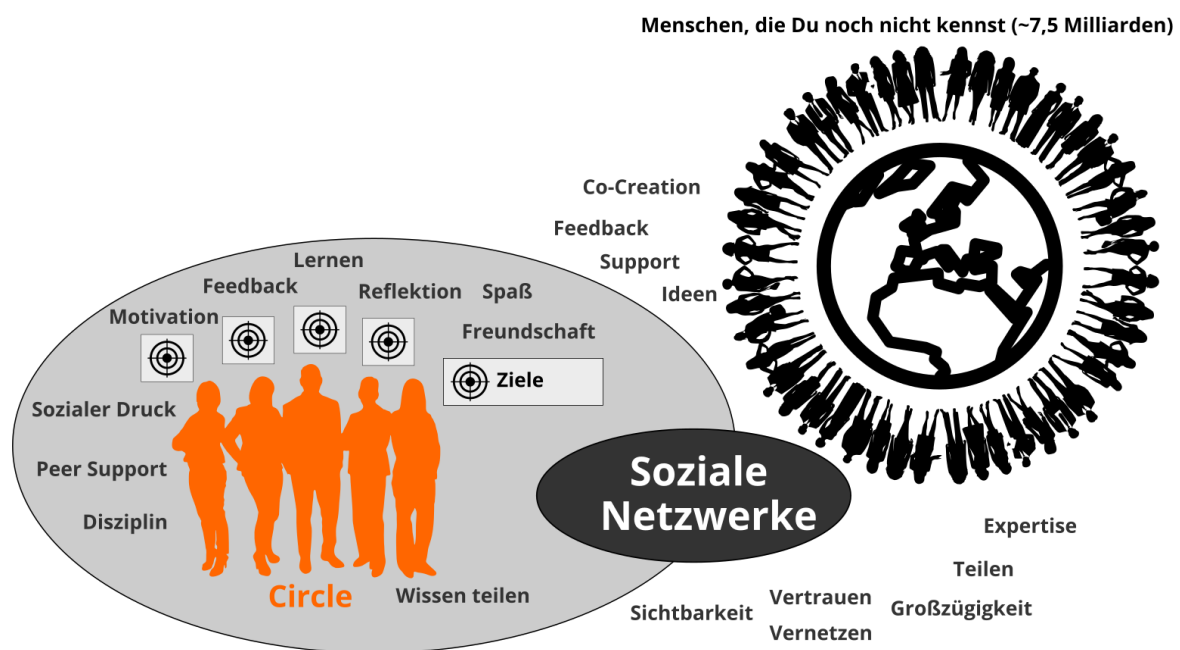 Menschen, die Du noch nicht kennst (~7,5 Milliarden)
Co-Creation
Feedback
Support
Ideen
Lernen
Feedback
Reflektion
Spaß
Motivation
Freundschaft
Ziele
Sozialer Druck
Peer Support
Disziplin
Circle
Wissen teilen
Soziale
Netzwerke
Expertise
Teilen
Sichtbarkeit
Vertrauen
Großzügigkeit
Vernetzen